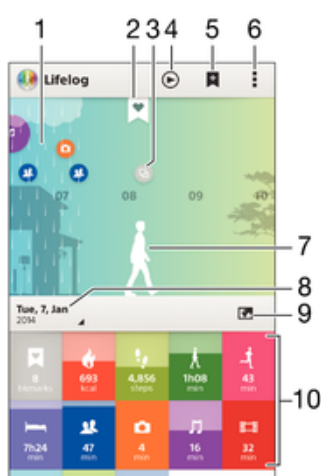 1 2 3 4 5 6
Lifelog
07 08 09 10
7
8
Tue, 7, Jan
2014
9
8 693 4,856 1h08 43
bookmarks kcal steps min min
10
7h24 47 4 16 32
min min min min min